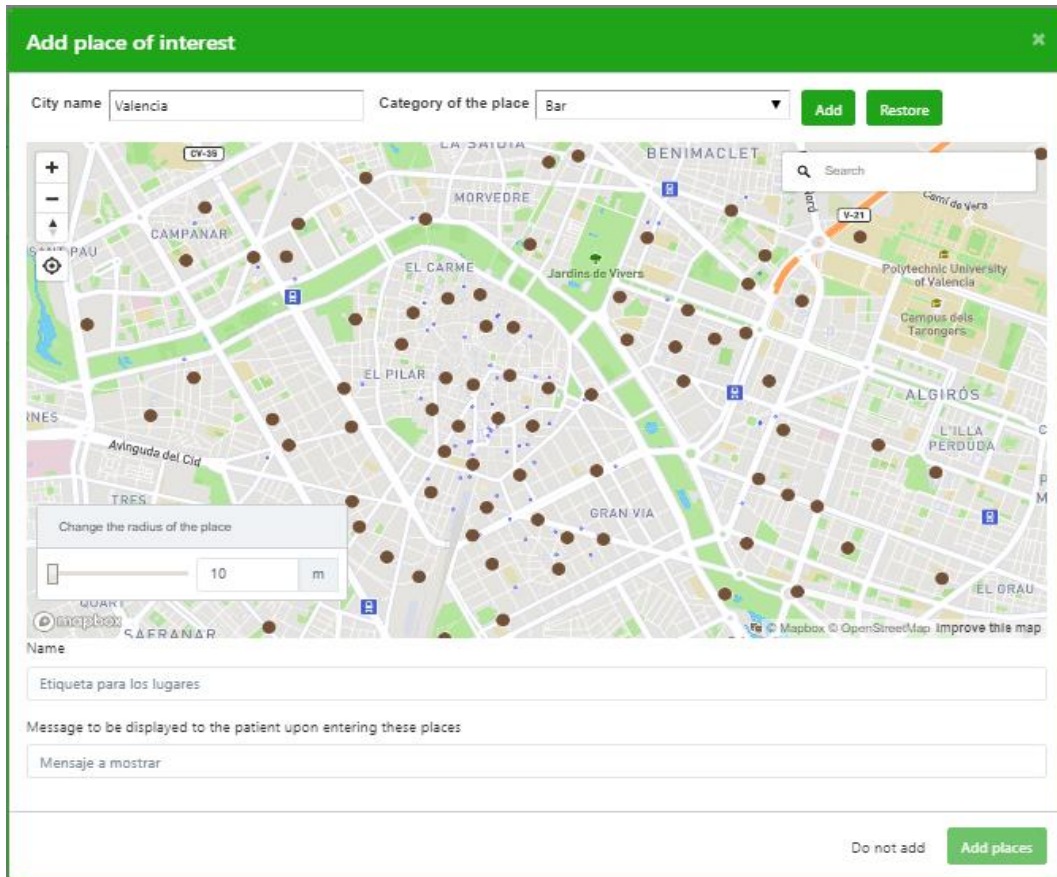 Add place of interest ×
City name Valencia Category of the place Bar Add Restore
CV-35
LA SAÏDIA
BENIMACLET
Search
MORVEDRE
Camí de Vera
V-21
CAMPANAR
EL CARME
Jardins de Vivers
Polytechnic University
of Valencia
Campus dels
Tarongers
EL PILAR
ALGIRÓS
Avinguda del Cid
L'ILLA
PERDUDA
TRES
GRAN VIA
Change the radius of the place
10 m
EL GRAU
QUART
mapbox
SAFRANAR
© Mapbox © OpenStreetMap Improve this map
Name
Etiqueta para los lugares
Message to be displayed to the patient upon entering these places
Mensaje a mostrar
Do not add Add places